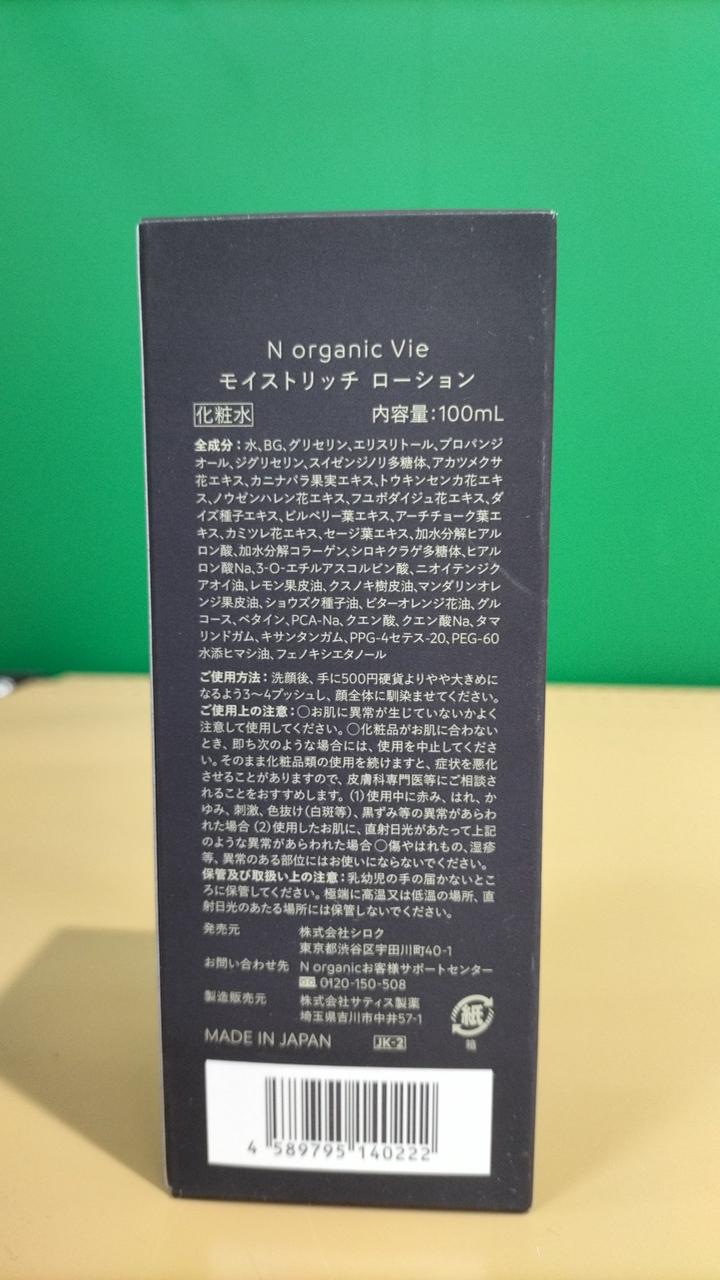 N organic Vie
モイストリッチ ローション
化粧水 内容量：100mL
全成分：水、BG、グリセリン、エリスリトール、プロパンジ
オール、ジグリセリン、スイゼンジノリ多糖体、アカツメクサ
花エキス、カニナバラ果実エキス、トウキンセンカ花エキ
ス、ノウゼンハレン花エキス、フユボダイジュ花エキス、ダ
イズ種子エキス、ビルベリー葉エキス、アーチチョーク葉エ
キス、カミツレ花エキス、セージ葉エキス、加水分解ヒアル
ロン酸、加水分解コラーゲン、シロキクラゲ多糖体、ヒアル
ロン酸Na、3-O-エチルアスコルビン酸、ニオイテンジク
アオイ油、レモン果皮油、クスノキ樹皮油、マンダリンオレ
ンジ果皮油、ショウズク種子油、ビターオレンジ花油、グル
コース、ベタイン、PCA-Na、クエン酸、クエン酸Na、タマ
リンドガム、キサンタンガム、PPG-4セテス-20、PEG-60
水添ヒマシ油、フェノキシエタノール
ご使用方法：洗顔後、手に500円硬貨よりやや大きめに
なるよう3〜4プッシュし、顔全体に馴染ませてください。
ご使用上の注意：〇お肌に異常が生じていないかよく
注意して使用してください。〇化粧品がお肌に合わない
とき、即ち次のような場合には、使用を中止してくださ
い。そのまま化粧品類の使用を続けますと、症状を悪化
させることがありますので、皮膚科専門医等にご相談さ
れることをおすすめします。(1)使用中に赤み、はれ、か
ゆみ、刺激、色抜け（白斑等）、黒ずみ等の異常があらわ
れた場合 (2)使用したお肌に、直射日光があたって上記
のような異常があらわれた場合 〇傷やはれもの、湿疹
等、異常のある部位にはお使いにならないでください。
保管及び取扱い上の注意：乳幼児の手の届かないとこ
ろに保管してください。極端に高温又は低温の場所、直
射日光のあたる場所には保管しないでください。
発売元 株式会社シロク
東京都渋谷区宇田川町40-1
お問い合わせ先 N organicお客様サポートセンター
0120-150-508
製造販売元 株式会社サティス製薬
埼玉県吉川市中井57-1
紙
箱
MADE IN JAPAN JK-2
4 589795 140222